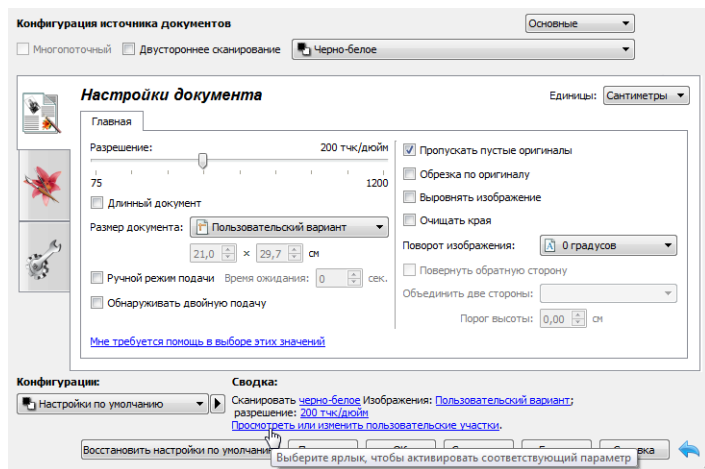 Конфигурация источника документов
Основные
Многопоточный
Двустороннее сканирование
Черно-белое
Настройки документа
Единицы: Сантиметры
Главная
Разрешение: 200 тчк/дюйм
75 1200
Длинный документ
Размер документа: Пользовательский вариант
21,0 × 29,7 см
Ручной режим подачи Время ожидания: 0 сек.
Обнаруживать двойную подачу
Мне требуется помощь в выборе этих значений
Пропускать пустые оригиналы
Обрезка по оригиналу
Выровнять изображение
Очищать края
Поворот изображения: 0 градусов
Повернуть обратную сторону
Объединить две стороны:
Порог высоты: 0,00 см
Конфигурации:
Настройки по умолчанию
Сводка:
Сканировать черно-белое Изображения: Пользовательский вариант;
разрешение: 200 тчк/дюйм
Просмотреть или изменить пользовательские участки.
Восстановить настройки по умолчанию
Выберите ярлык, чтобы активировать соответствующий параметр